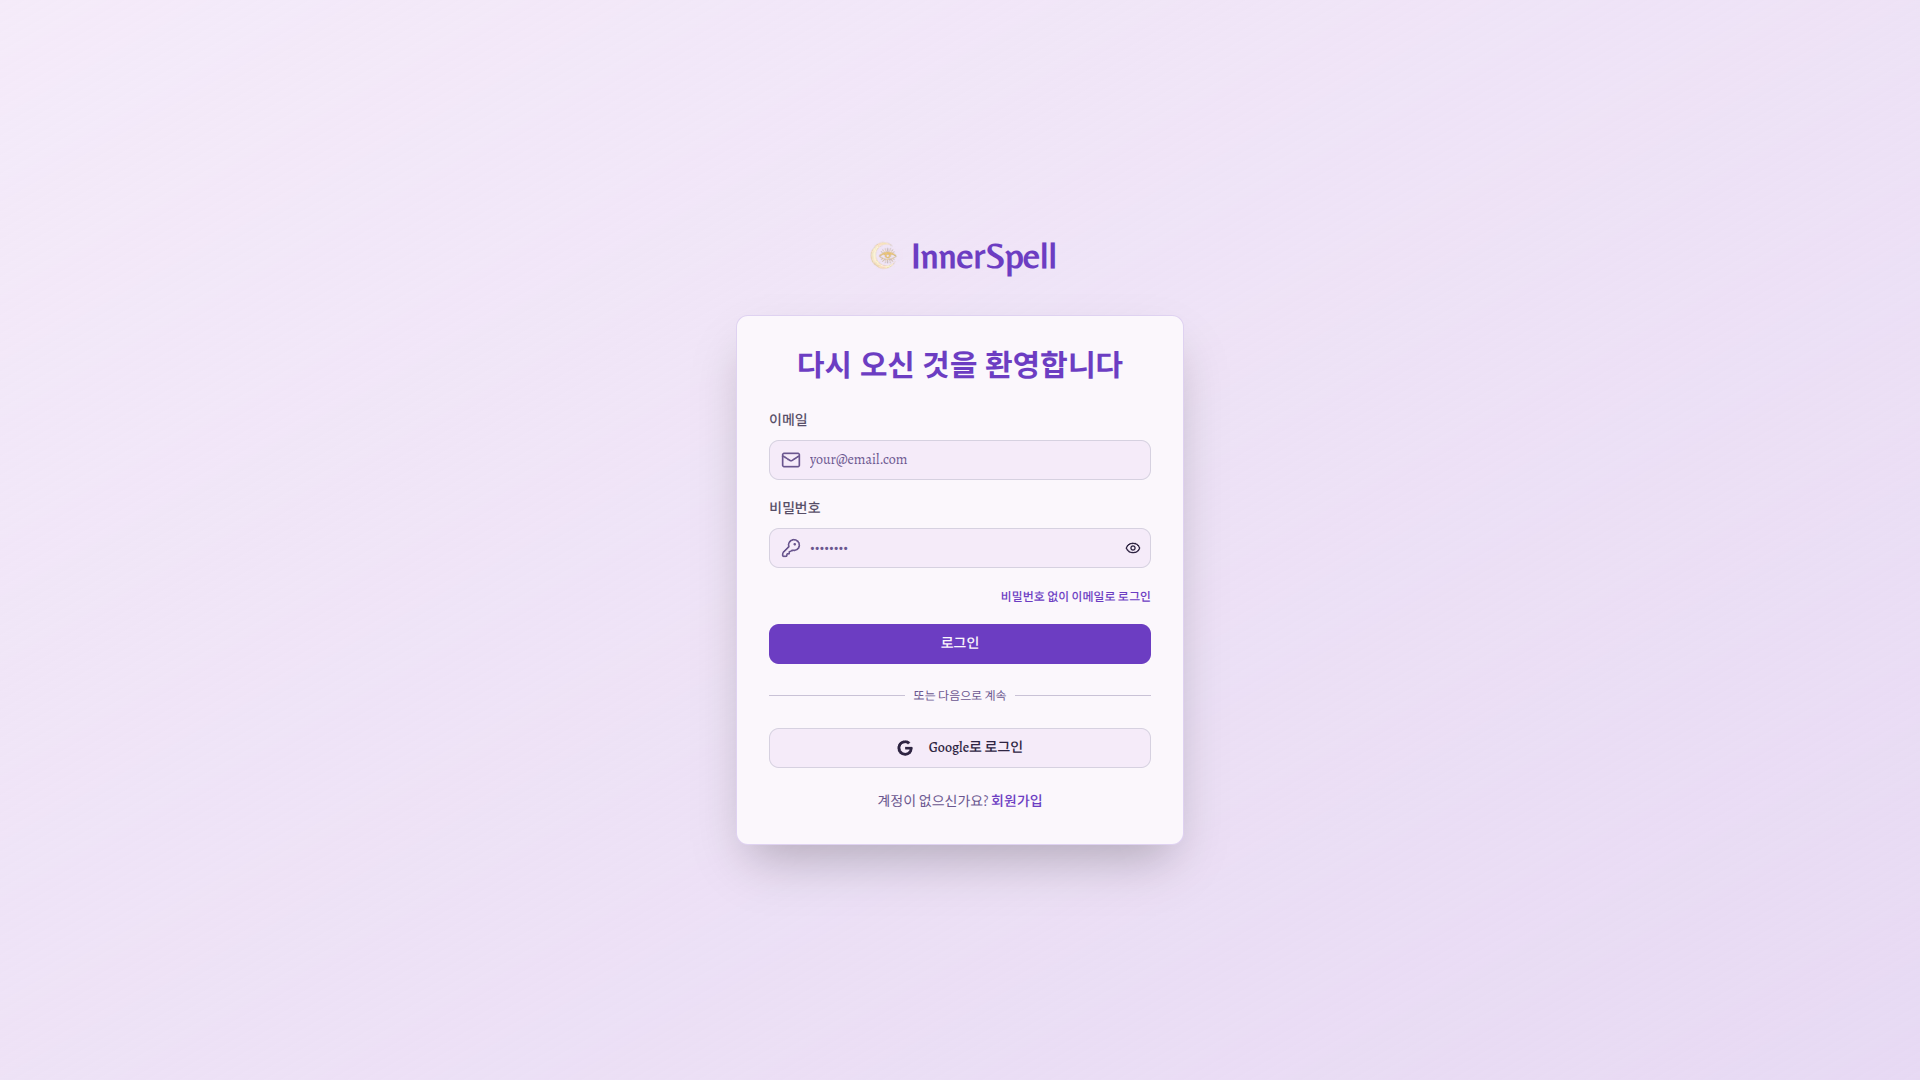 InnerSpell
다시 오신 것을 환영합니다
이메일
your@email.com
비밀번호
••••••••
비밀번호 없이 이메일로 로그인
로그인
또는 다음으로 계속
Google로 로그인
계정이 없으신가요? 회원가입